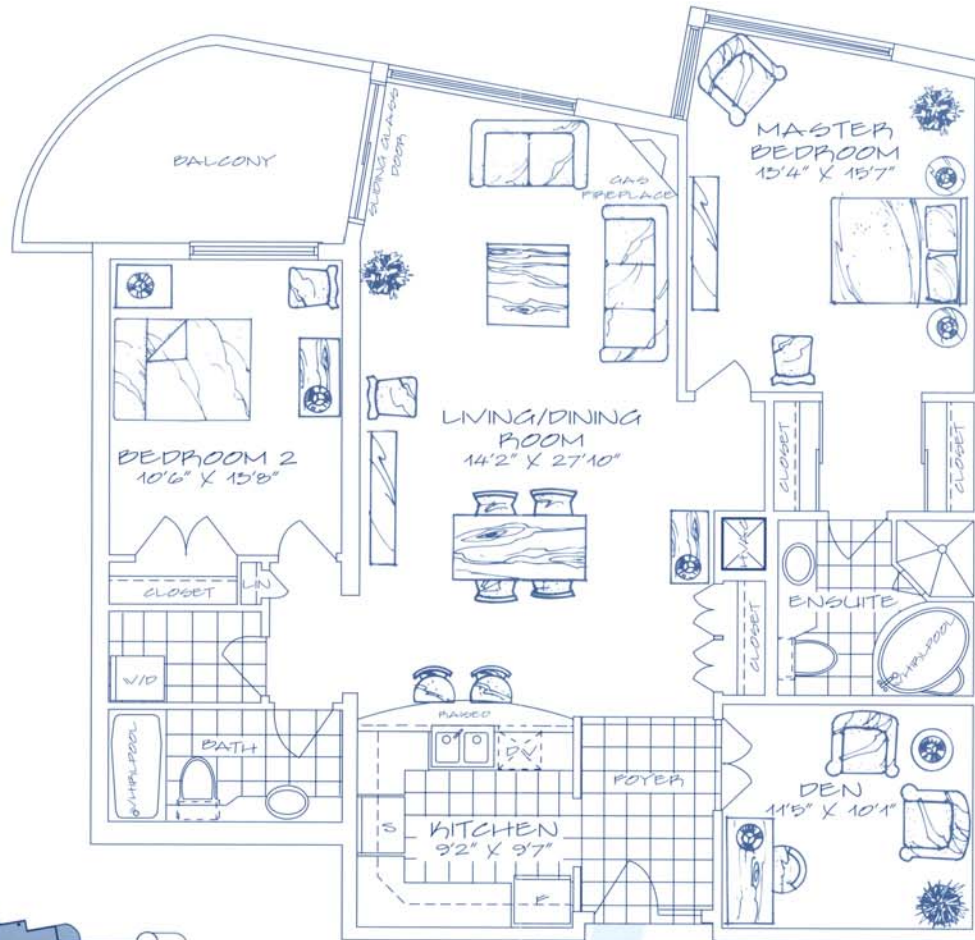 BALCONY
SLIDING GLASS
DOOR
GAS
FIREPLACE
MASTER
BEDROOM
13'4" X 15'7"
LIVING/DINING
ROOM
14'2" X 27'10"
BEDROOM 2
10'6" X 13'8"
CLOSET
LIN
CLOSET
CLOSET
HVAC
CLOSET
ENSUITE
WHIRLPOOL
W/D
BATH
WHIRLPOOL
RAISED
DW
FOYER
S
KITCHEN
9'2" X 9'7"
F
DEN
11'5" X 10'1"